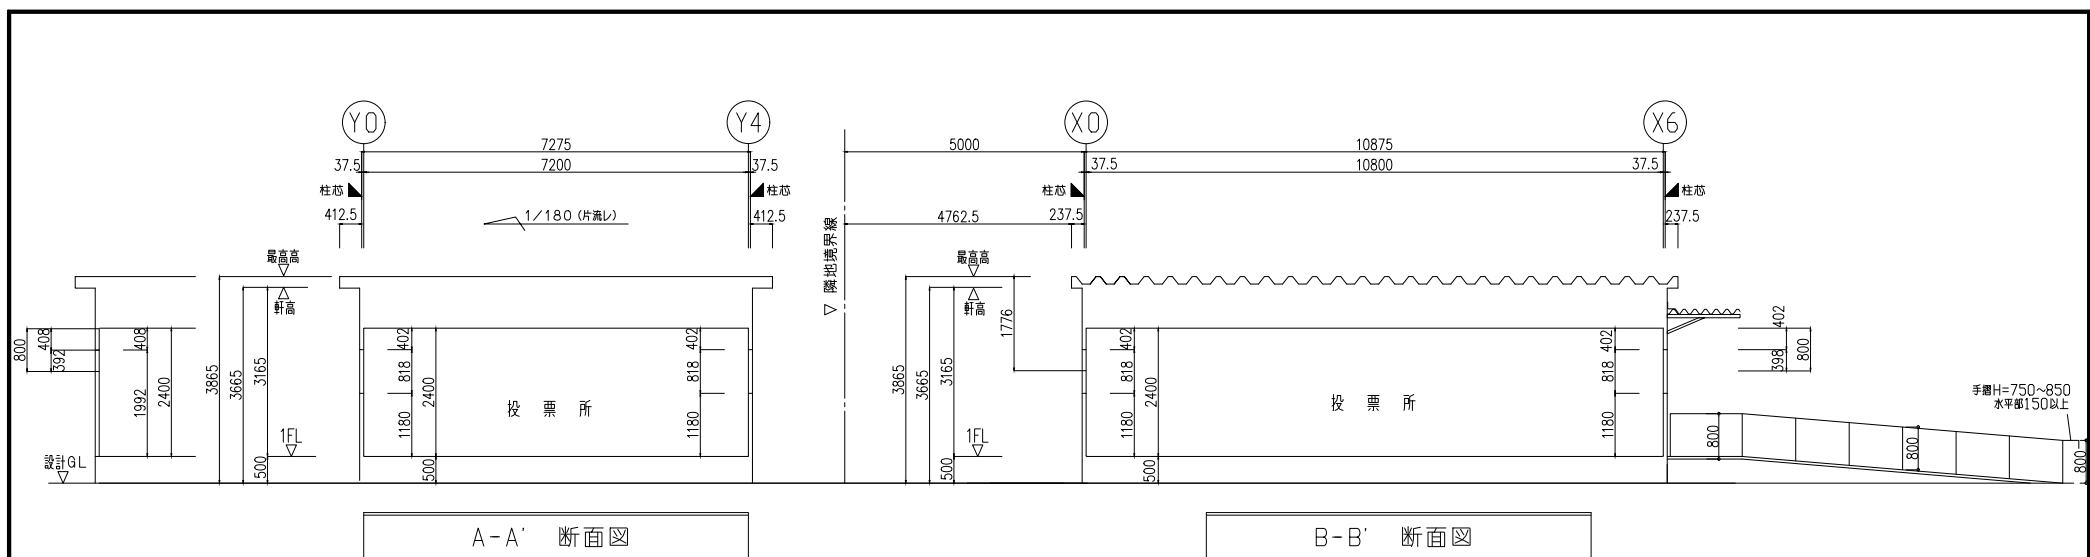 Y0 Y4 X0 X6
7275 5000 10875
37.5 7200 37.5 37.5 10800 37.5
柱芯 柱芯 柱芯 柱芯
412.5 1/180 (片流レ) 412.5 4762.5 237.5 237.5
▽ 隣地境界線
最高高 最高高
軒高 軒高
800 408 392 408 1992 2400
3865 3665 3165 500
402 818 1180 2400 500
402 818 1180
1776
3865 3665 3165 500
402 818 1180 2400 500
402 818 1180
402 398 800
投票所 投票所
手摺H=750~850
水平部150以上
800 800 800
1FL 1FL
設計GL
A-A' 断面図 B-B' 断面図